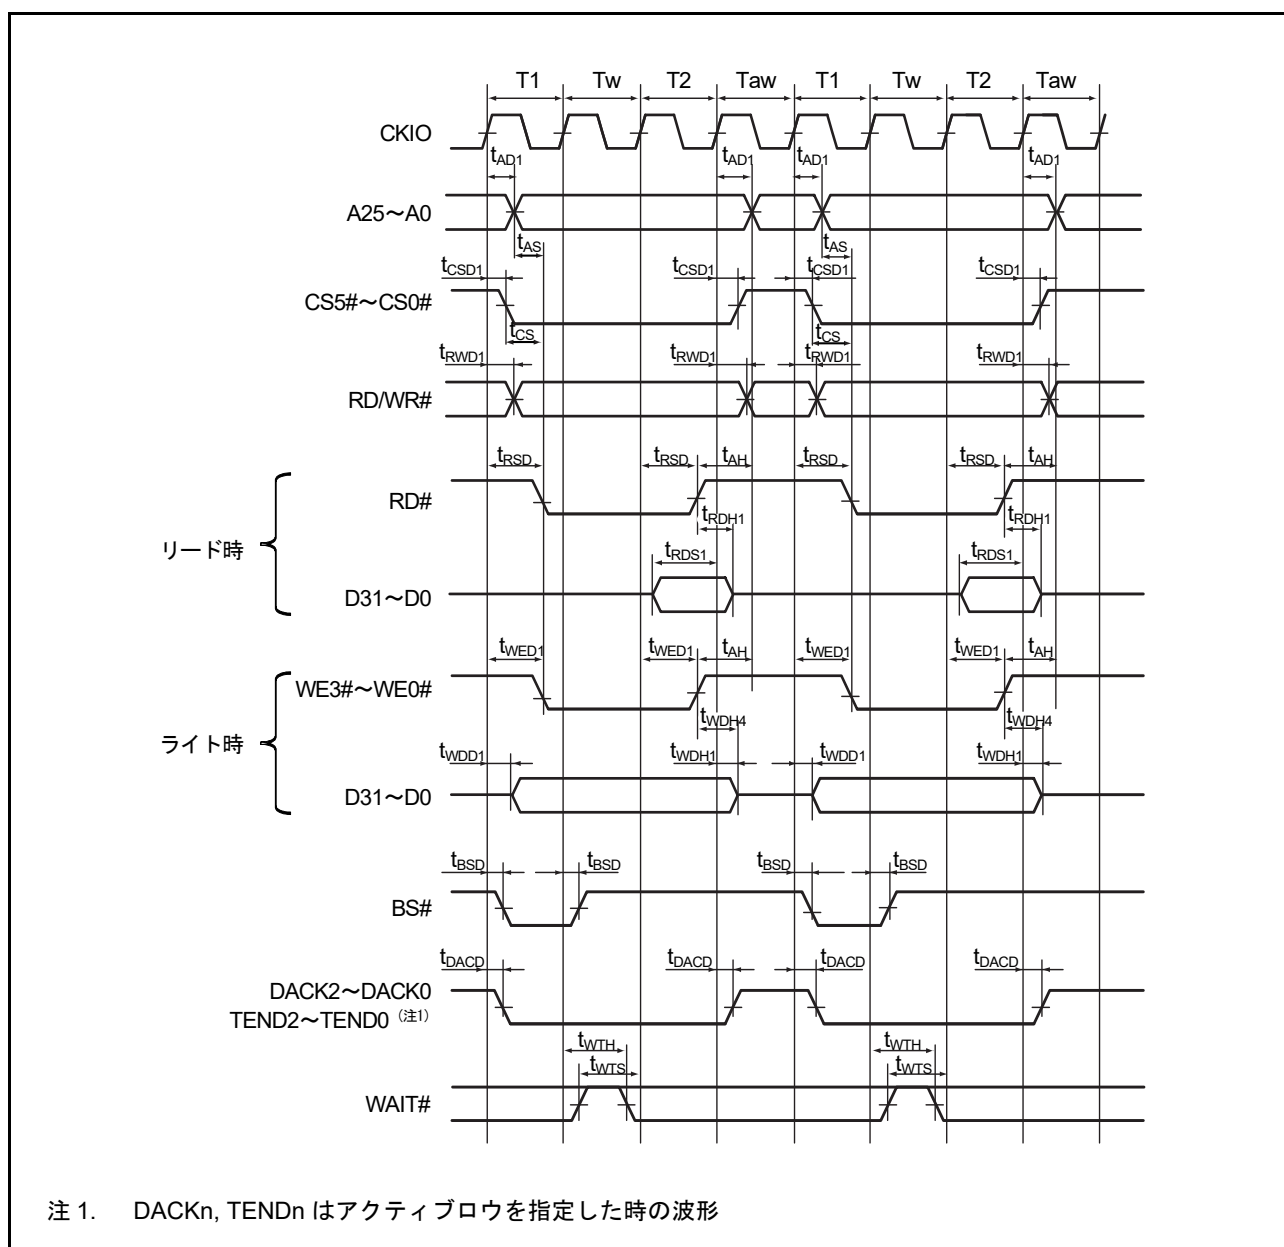 T1 Tw T2 Taw T1 Tw T2 Taw
CKIO
tAD1 tAD1 tAD1 tAD1
A25～A0
tAS tAS
tCSD1 tCSD1 tCSD1 tCSD1
CS5#～CS0#
tCS tCS
tRWD1 tRWD1 tRWD1 tRWD1
RD/WR#
tRSD tRSD tAH tRSD tRSD tAH
RD#
tRDH1 tRDH1
リード時
tRDS1 tRDS1
D31～D0
tWED1 tWED1 tAH tWED1 tWED1 tAH
WE3#～WE0#
tWDH4 tWDH4
ライト時
tWDD1 tWDH1 tWDD1 tWDH1
D31～D0
tBSD tBSD tBSD tBSD
BS#
tDACD tDACD tDACD tDACD
DACK2～DACK0
TEND2～TEND0 (注1)
tWTH tWTH
tWTS tWTS
WAIT#
注 1. DACKn, TENDn はアクティブロウを指定した時の波形